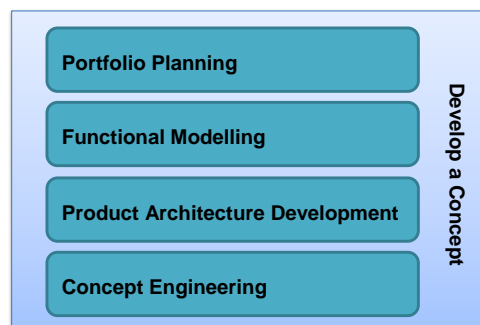 Portfolio Planning
Functional Modelling
Product Architecture Development
Concept Engineering
Develop a Concept